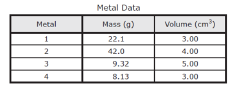 Metal Data
Metal Mass (g) Volume (cm³)
1 22.1 3.00
2 42.0 4.00
3 9.32 5.00
4 8.13 3.00